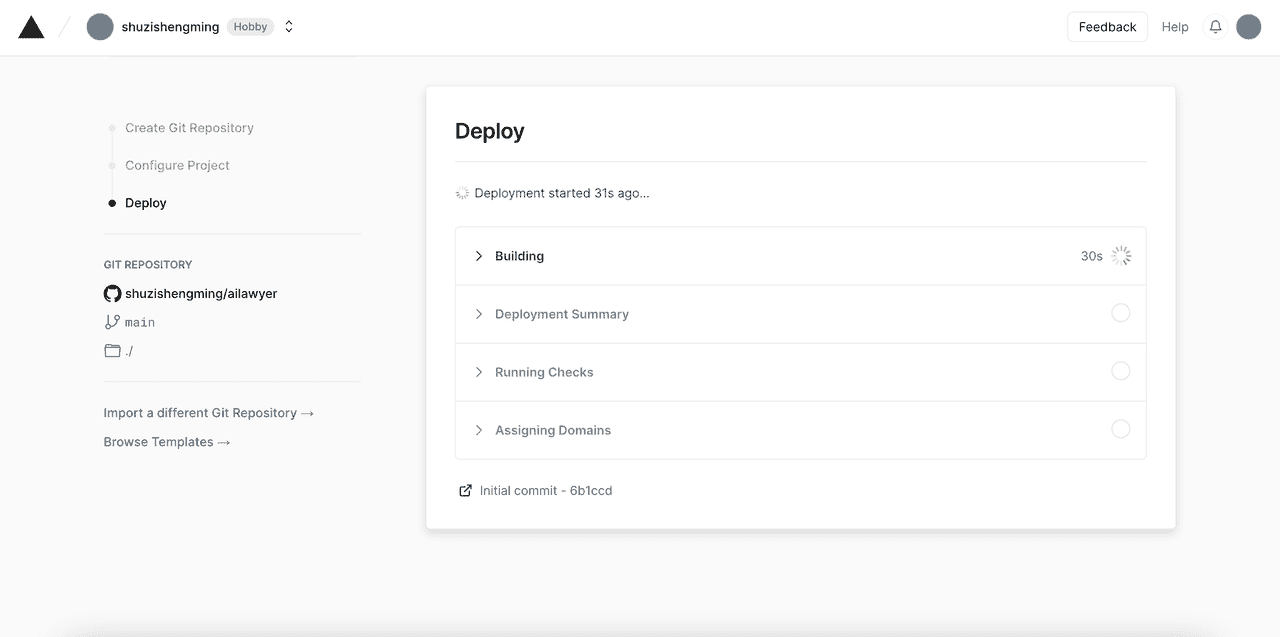 shuzishengming Hobby Feedback Help
Create Git Repository
Configure Project
Deploy
GIT REPOSITORY
shuzishengming/ailawyer
main
./
Import a different Git Repository →
Browse Templates →
Deploy
Deployment started 31s ago...
Building 30s
Deployment Summary
Running Checks
Assigning Domains
Initial commit - 6b1ccd